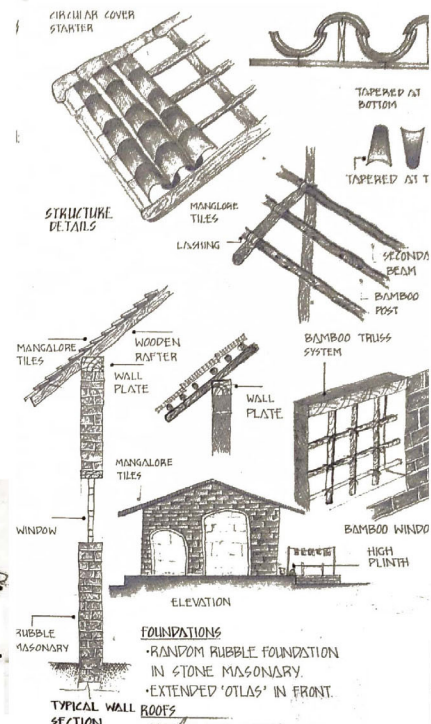 CIRCULAR COVER
STARTER
TAPERED AT
BOTTOM
TAPERED AT T
STRUCTURE
DETAILS
MANGLORE
TILES
LASHING
SECONDA
BEAM
BAMBOO
POST
MANGALORE
TILES
WOODEN
RAFTER
WALL
PLATE
WALL
PLATE
BAMBOO TRUSS
SYSTEM
MANGALORE
TILES
WINDOW
BAMBOO WINDO
HIGH
PLINTH
ELEVATION
RUBBLE
MASONARY
FOUNDATIONS
•RANDOM RUBBLE FOUNDATION
IN STONE MASONARY.
•EXTENDED 'OTLAS' IN FRONT.
TYPICAL WALL
SECTION
ROOFS